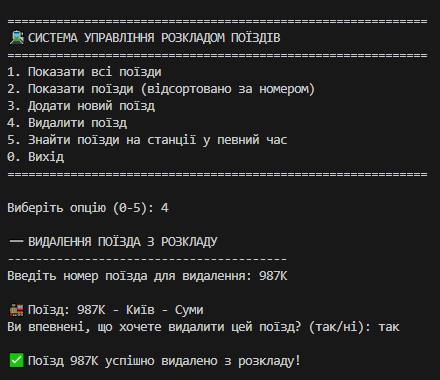 ============================================================
🚂 СИСТЕМА УПРАВЛІННЯ РОЗКЛАДОМ ПОЇЗДІВ
============================================================
1. Показати всі поїзди
2. Показати поїзди (відсортовано за номером)
3. Додати новий поїзд
4. Видалити поїзд
5. Знайти поїзди на станції у певний час
0. Вихід
============================================================
Виберіть опцію (0-5): 4
➖ ВИДАЛЕННЯ ПОЇЗДА З РОЗКЛАДУ
----------------------------------------
Введіть номер поїзда для видалення: 987К
🚂 Поїзд: 987К - Київ - Суми
Ви впевнені, що хочете видалити цей поїзд? (так/ні): так
✅ Поїзд 987К успішно видалено з розкладу!